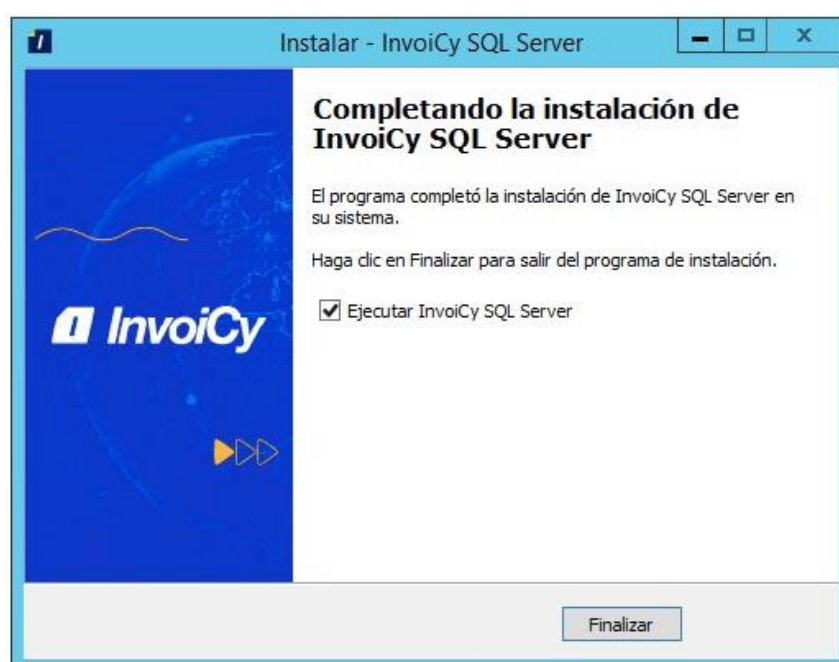 Instalar - InvoiCy SQL Server
Completando la instalación de
InvoiCy SQL Server
El programa completó la instalación de InvoiCy SQL Server en
su sistema.
Haga clic en Finalizar para salir del programa de instalación.
Ejecutar InvoiCy SQL Server
InvoiCy
Finalizar